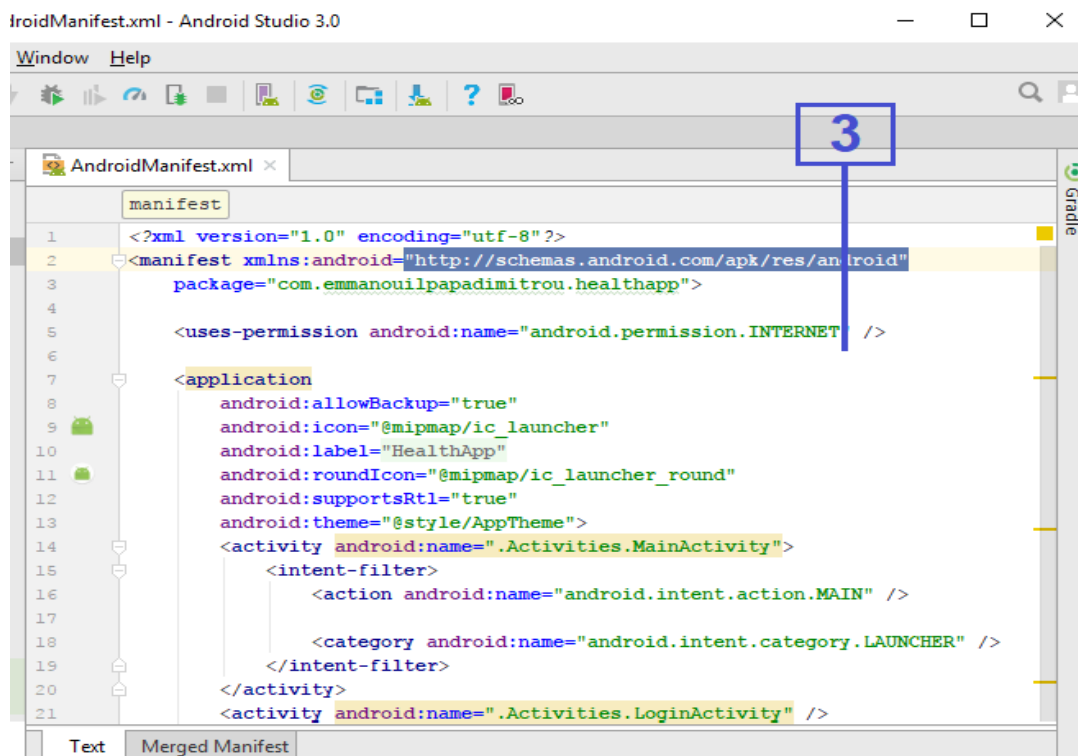 droidManifest.xml - Android Studio 3.0
Window Help
?
3
AndroidManifest.xml
Gradle
manifest
1 <?xml version="1.0" encoding="utf-8"?>
2 <manifest xmlns:android="http://schemas.android.com/apk/res/android"
3 package="com.emmanouilpapadimitrou.healthapp">
4
5 <uses-permission android:name="android.permission.INTERNET" />
6
7 <application
8 android:allowBackup="true"
9 android:icon="@mipmap/ic_launcher"
10 android:label="HealthApp"
11 android:roundIcon="@mipmap/ic_launcher_round"
12 android:supportsRtl="true"
13 android:theme="@style/AppTheme">
14 <activity android:name=".Activities.MainActivity">
15 <intent-filter>
16 <action android:name="android.intent.action.MAIN" />
17
18 <category android:name="android.intent.category.LAUNCHER" />
19 </intent-filter>
20 </activity>
21 <activity android:name=".Activities.LoginActivity" />
Text Merged Manifest